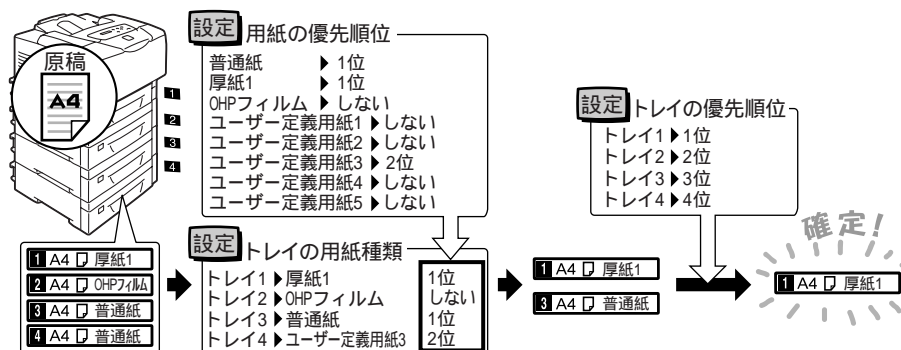 原稿
A4
1
2
3
4
設定 用紙の優先順位
普通紙 ▶ 1位
厚紙1 ▶ 1位
OHPフィルム ▶ しない
ユーザー定義用紙1 ▶ しない
ユーザー定義用紙2 ▶ しない
ユーザー定義用紙3 ▶ 2位
ユーザー定義用紙4 ▶ しない
ユーザー定義用紙5 ▶ しない
1 A4 厚紙1
2 A4 OHPフィルム
3 A4 普通紙
4 A4 普通紙
設定 トレイの用紙種類
トレイ1 ▶ 厚紙1 1位
トレイ2 ▶ OHPフィルム しない
トレイ3 ▶ 普通紙 1位
トレイ4 ▶ ユーザー定義用紙3 2位
1 A4 厚紙1
3 A4 普通紙
設定 トレイの優先順位
トレイ1 ▶ 1位
トレイ2 ▶ 2位
トレイ3 ▶ 3位
トレイ4 ▶ 4位
確定!
1 A4 厚紙1